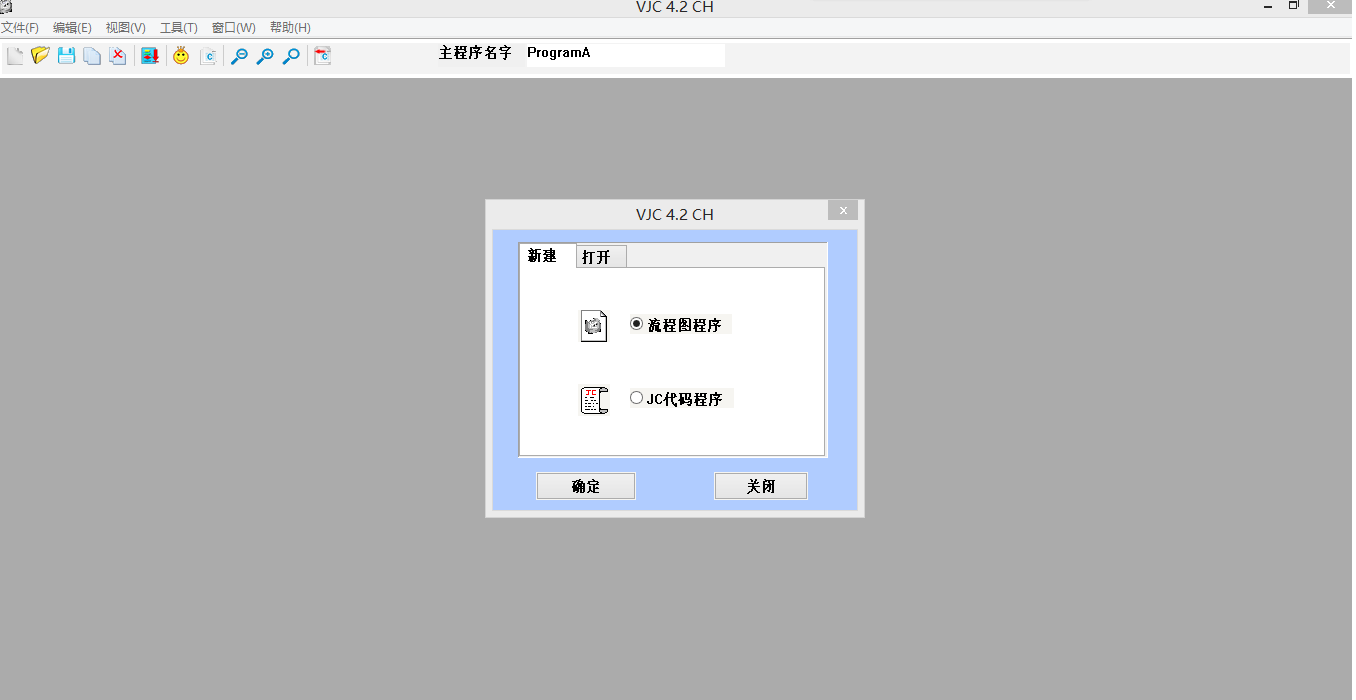 VJC 4.2 CH
文件(F) 编辑(E) 视图(V) 工具(T) 窗口(W) 帮助(H)
主程序名字 ProgramA
VJC 4.2 CH
新建 打开
流程图程序
JC代码程序
确定 关闭